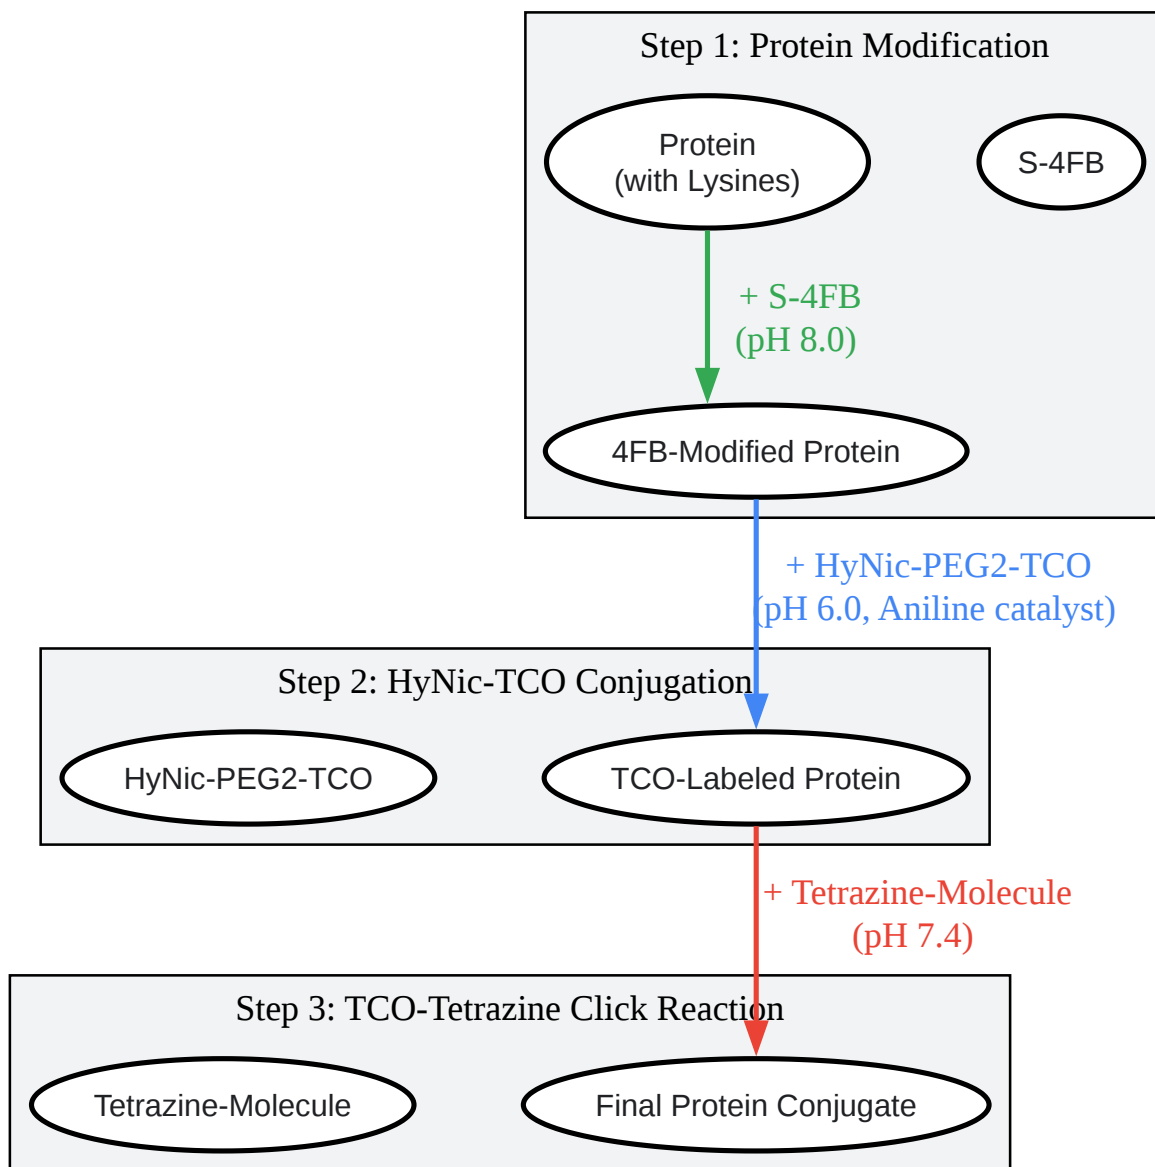 Step 1: Protein Modification
Protein
(with Lysines)
S-4FB
+ S-4FB
(pH 8.0)
4FB-Modified Protein
+ HyNic-PEG2-TCO
(pH 6.0, Aniline catalyst)
Step 2: HyNic-TCO Conjugation
HyNic-PEG2-TCO
TCO-Labeled Protein
+ Tetrazine-Molecule
(pH 7.4)
Step 3: TCO-Tetrazine Click Reaction
Tetrazine-Molecule
Final Protein Conjugate